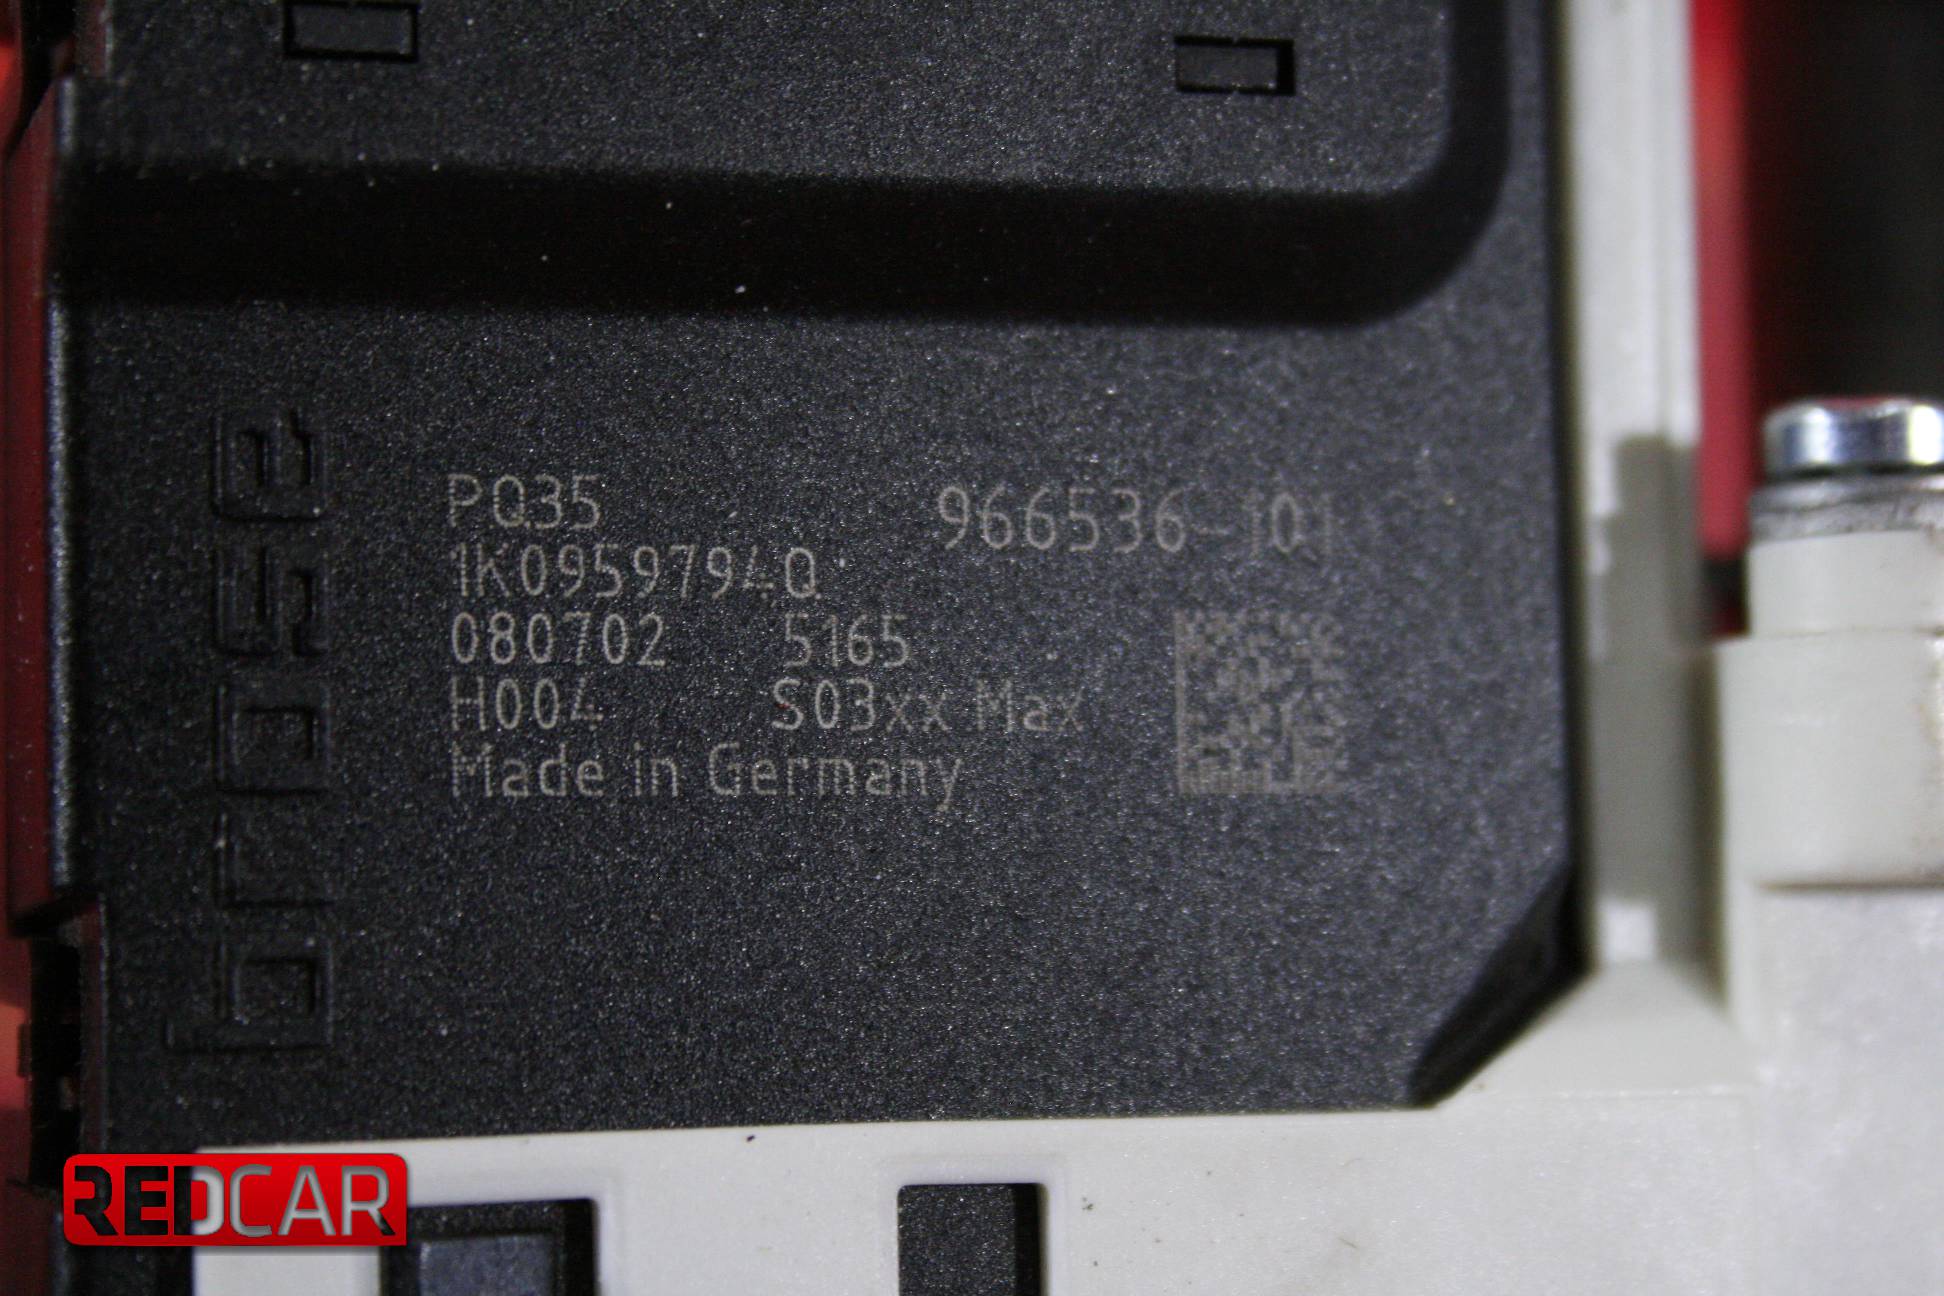 brose
PQ35 966536-101
1K0959794Q
080702 5165
H004 S03xx Max
Made in Germany
REDCAR